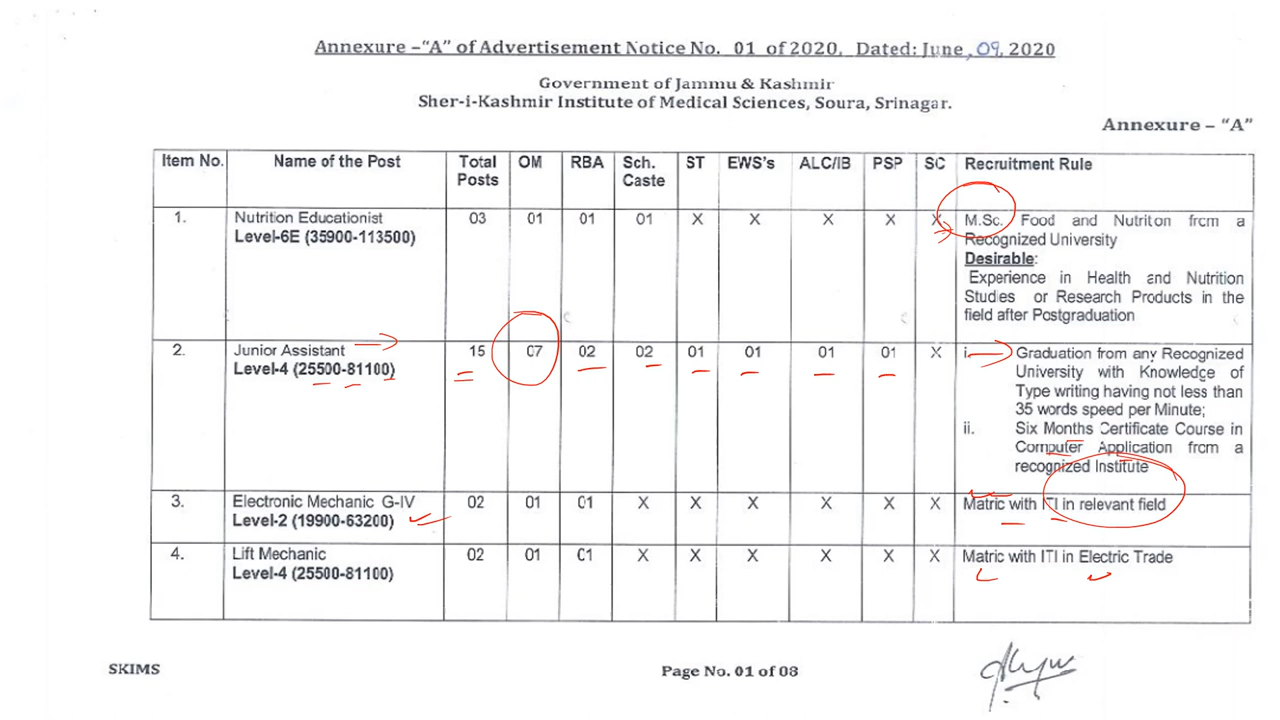 Annexure –"A" of Advertisement Notice No. 01 of 2020, Dated: June, 09, 2020
Government of Jammu & Kashmir
Sher-i-Kashmir Institute of Medical Sciences, Soura, Srinagar.
Annexure – "A"
Item No. Name of the Post Total Posts OM RBA Sch. Caste ST EWS's ALC/IB PSP SC Recruitment Rule
1. Nutrition Educationist 03 01 01 01 X X X X X M.Sc. Food and Nutriton from a
Level-6E (35900-113500) Recognized University
Desirable:
Experience in Health and Nutrition
Studies or Research Products in the
field after Postgraduation
2. Junior Assistant 15 07 02 02 01 01 01 01 X i. Graduation from any Recognized
Level-4 (25500-81100) University with Knowledge of
Type writing having not less than
35 words speed per Minute;
ii. Six Months Certificate Course in
Computer Application from a
recognized Institute
3. Electronic Mechanic G-IV 02 01 01 X X X X X X Matric with ITI in relevant field
Level-2 (19900-63200)
4. Lift Mechanic 02 01 01 X X X X X X Matric with ITI in Electric Trade
Level-4 (25500-81100)
SKIMS Page No. 01 of 08